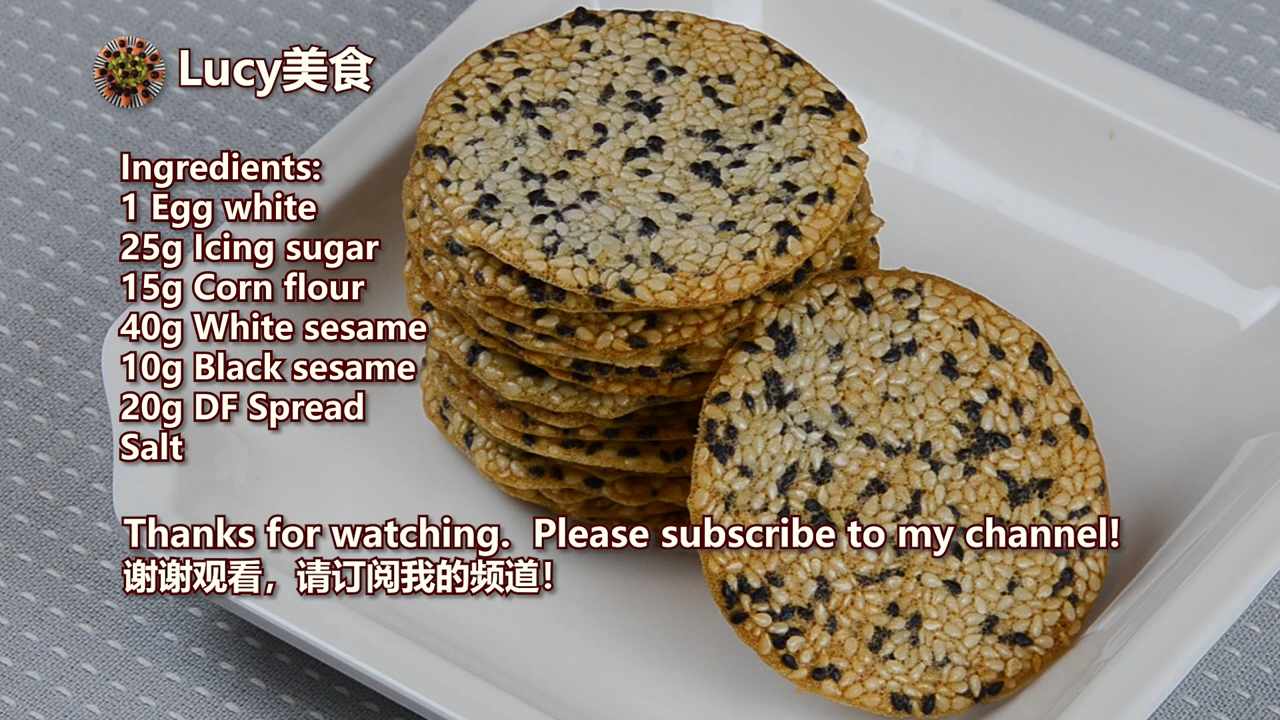 Lucy美食
Ingredients:
1 Egg white
25g Icing sugar
15g Corn flour
40g White sesame
10g Black sesame
20g DF Spread
Salt
Thanks for watching.  Please subscribe to my channel!
谢谢观看，请订阅我的频道！